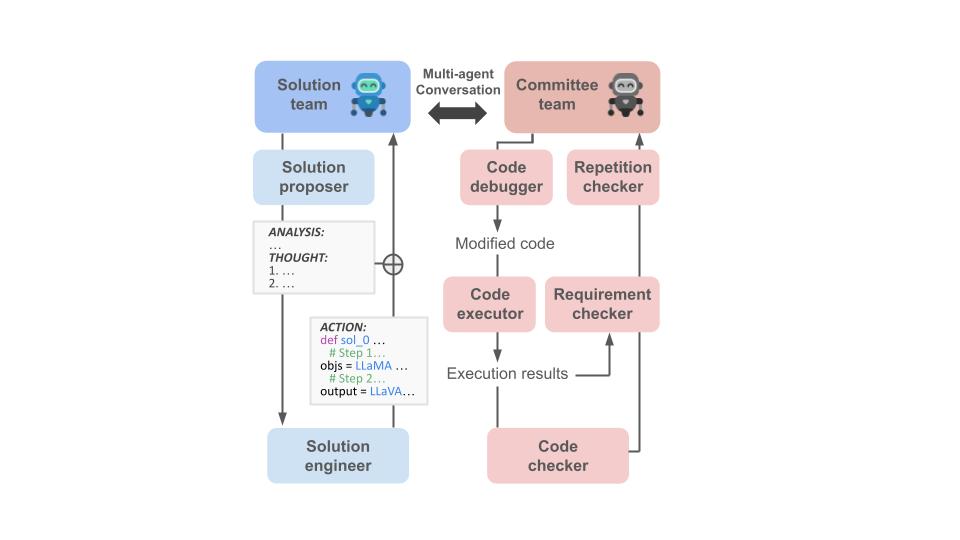 Solution
team
Multi-agent
Conversation
Committee
team
Solution
proposer
Code
debugger
Repetition
checker
ANALYSIS:
...
THOUGHT:
1. ...
2. ...
Modified code
Code
executor
Requirement
checker
ACTION:
def sol_0 ...
# Step 1...
objs = LLaMA ...
# Step 2...
output = LLaVA...
Execution results
Solution
engineer
Code
checker